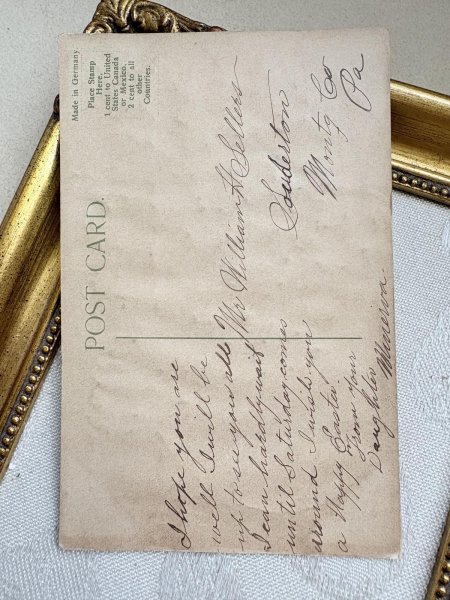 POST CARD.
Made in Germany
Place Stamp
Here.
1 cent to United
States Canada
or Mexico.
2 cent to all
other
Countries.
I hope you are
well I will be
up to see you all
I can hardly wait
until Saturday comes
around I wish you
a Happy Easter
From your
Daughter Minerva.
Mr William H Sellers
Souderton
Montg Co
Pa